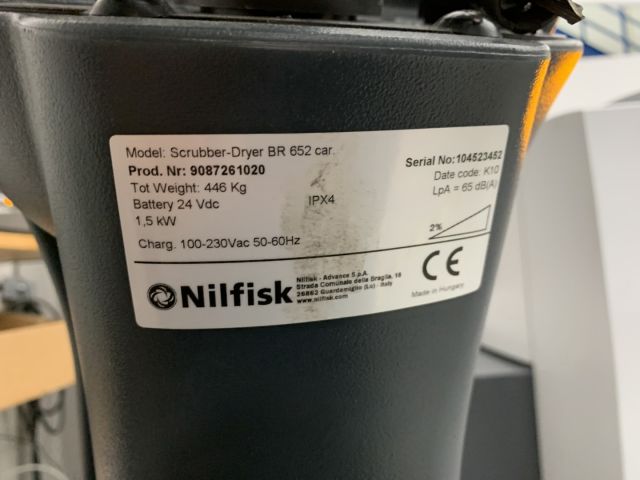 Model: Scrubber-Dryer BR 652 car.
Prod. Nr: 9087261020
Serial No:104523452
Tot Weight: 446 Kg
Date code: K10
Battery 24 Vdc
IPX4
LpA = 65 dB(A)
1,5 kW
2%
Charg. 100-230Vac 50-60Hz
CE
Nilfisk
Nilfisk - Advance S.p.A.
Strada Comunale della Braglia, 18
26862 Guardamiglio (Lo) - Italy
www.nilfisk.com
Made in Hungary